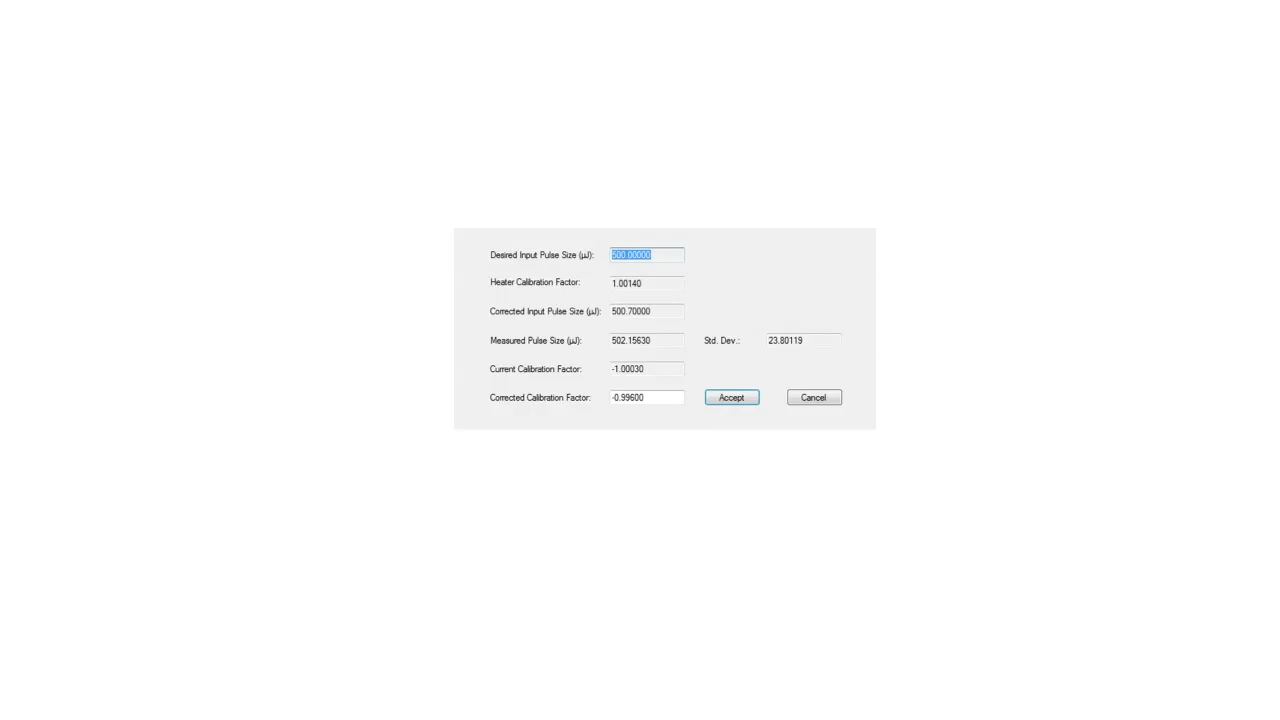 Desired Input Pulse Size (µJ): 500.00000
Heater Calibration Factor: 1.00140
Corrected Input Pulse Size (µJ): 500.70000
Measured Pulse Size (µJ): 502.15630 Std. Dev.: 23.80119
Current Calibration Factor: -1.00030
Corrected Calibration Factor: -0.99600 Accept Cancel